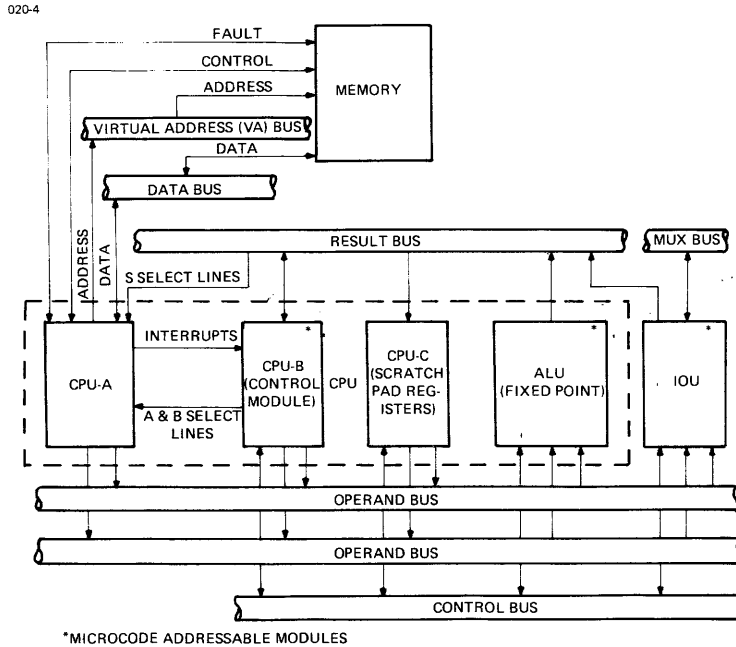 020-4
FAULT
CONTROL
ADDRESS
MEMORY
VIRTUAL ADDRESS (VA) BUS
DATA
DATA BUS
ADDRESS
DATA
RESULT BUS
MUX BUS
S SELECT LINES
CPU-A
INTERRUPTS
A & B SELECT
LINES
*
CPU-B
(CONTROL
MODULE)
CPU
CPU-C
(SCRATCH
PAD REG-
ISTERS)
*
ALU
(FIXED POINT)
*
IOU
*
OPERAND BUS
OPERAND BUS
CONTROL BUS
*MICROCODE ADDRESSABLE MODULES